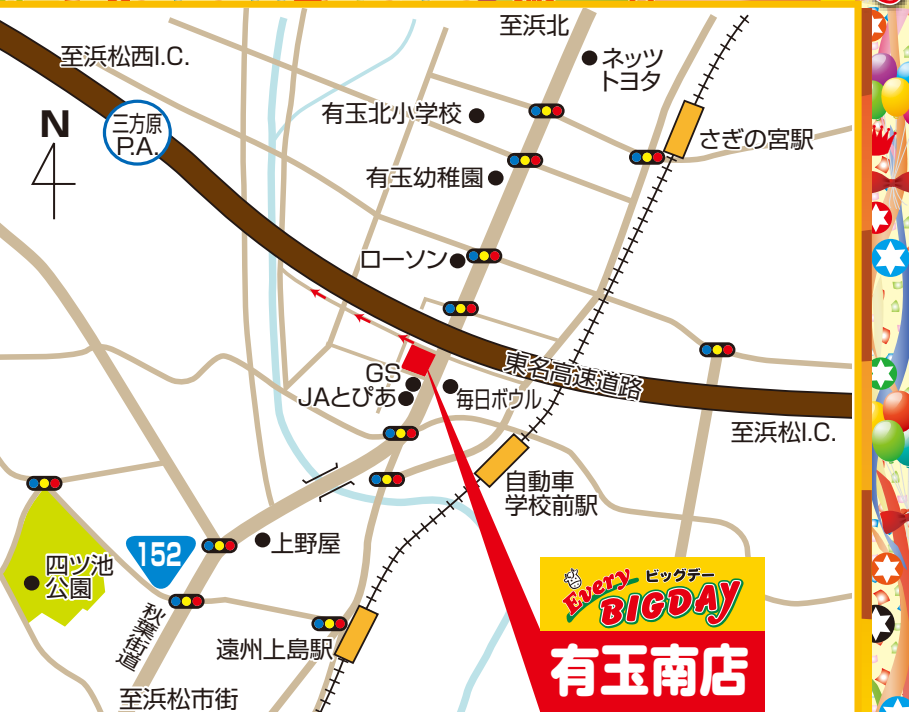 至浜北
ネッツ
トヨタ
至浜松西I.C.
三方原
P.A.
N
有玉北小学校
さぎの宮駅
有玉幼稚園
ローソン
東名高速道路
GS
JAとぴあ
毎日ボウル
至浜松I.C.
自動車
学校前駅
上野屋
152
四ツ池
公園
秋葉街道
遠州上島駅
至浜松市街
Every
ビッグデー
BIGDAY
有玉南店